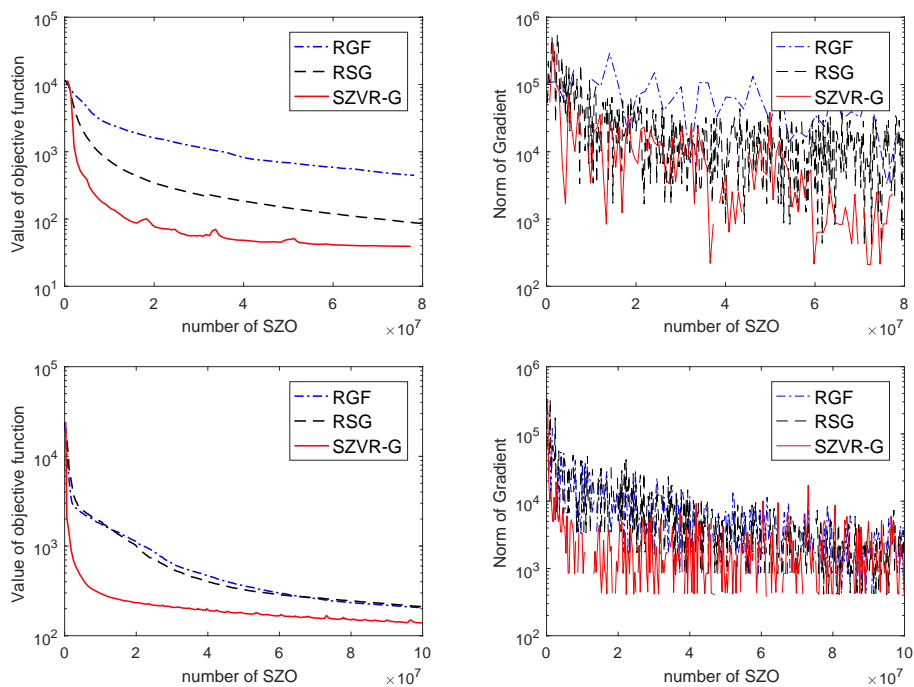 10^5
10^4
10^3
10^2
10^1
Value of objective function
0 2 4 6 8
×10^7
number of SZO
RGF
RSG
SZVR-G
10^6
10^5
10^4
10^3
10^2
Norm of Gradient
0 2 4 6 8
×10^7
number of SZO
RGF
RSG
SZVR-G
10^5
10^4
10^3
10^2
Value of objective function
0 2 4 6 8 10
×10^7
number of SZO
RGF
RSG
SZVR-G
10^6
10^5
10^4
10^3
10^2
Norm of Gradient
0 2 4 6 8 10
×10^7
number of SZO
RGF
RSG
SZVR-G